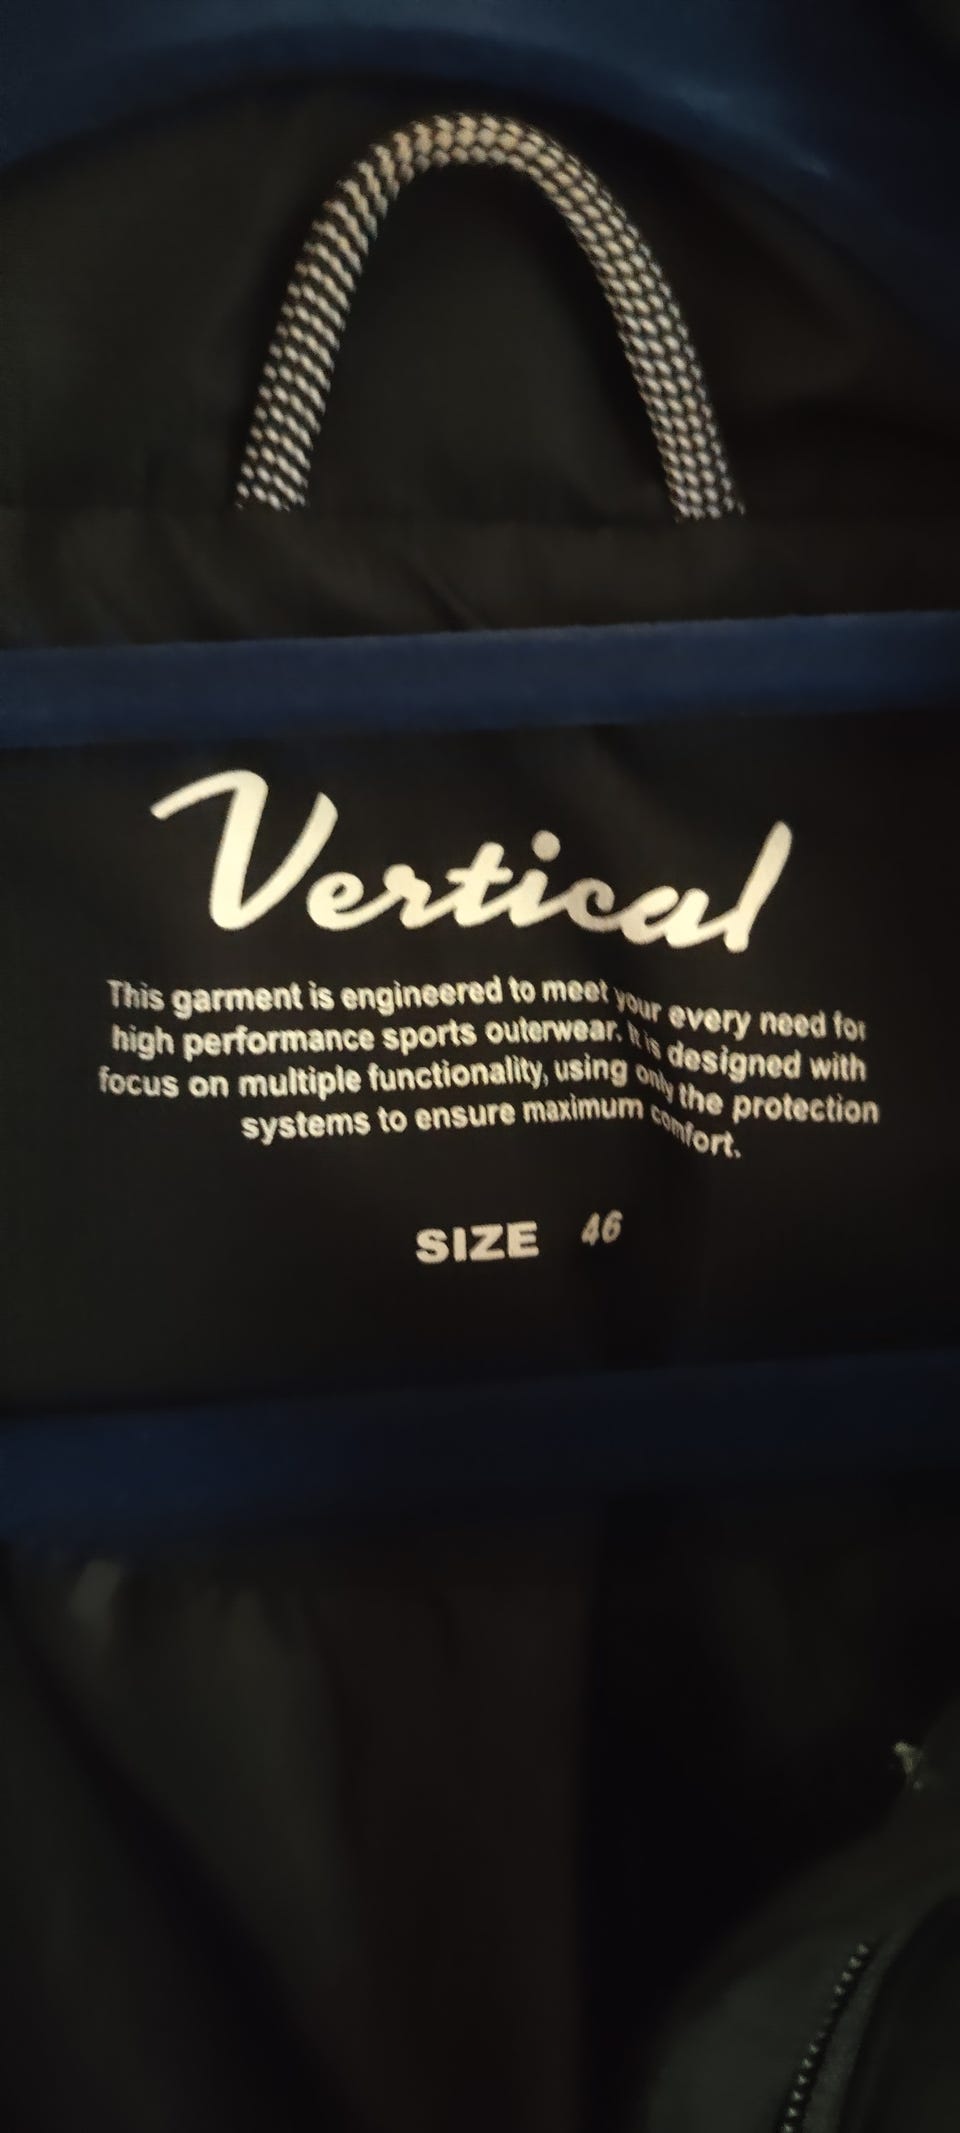 Vertical
This garment is engineered to meet your every need for
high performance sports outerwear. It is designed with
focus on multiple functionality, using only the protection
systems to ensure maximum comfort.
SIZE 46